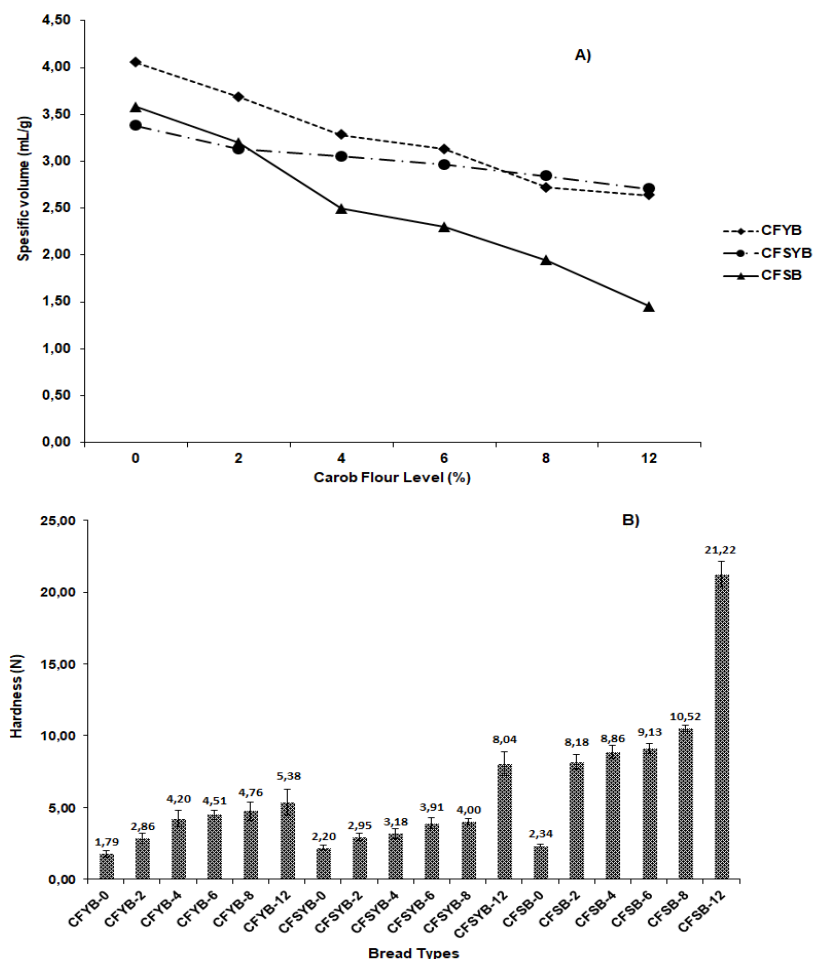 A)
4,50
4,00
3,50
3,00
2,50
2,00
1,50
1,00
0,50
0,00
Spesific volume (mL/g)
0 2 4 6 8 12
Carob Flour Level (%)
CFYB
CFSYB
CFSB
B)
25,00
20,00
15,00
10,00
5,00
0,00
Hardness (N)
1,79
2,86
4,20
4,51
4,76
5,38
2,20
2,95
3,18
3,91
4,00
8,04
2,34
8,18
8,86
9,13
10,52
21,22
CFYB-0
CFYB-2
CFYB-4
CFYB-6
CFYB-8
CFYB-12
CFSYB-0
CFSYB-2
CFSYB-4
CFSYB-6
CFSYB-8
CFSYB-12
CFSB-0
CFSB-2
CFSB-4
CFSB-6
CFSB-8
CFSB-12
Bread Types